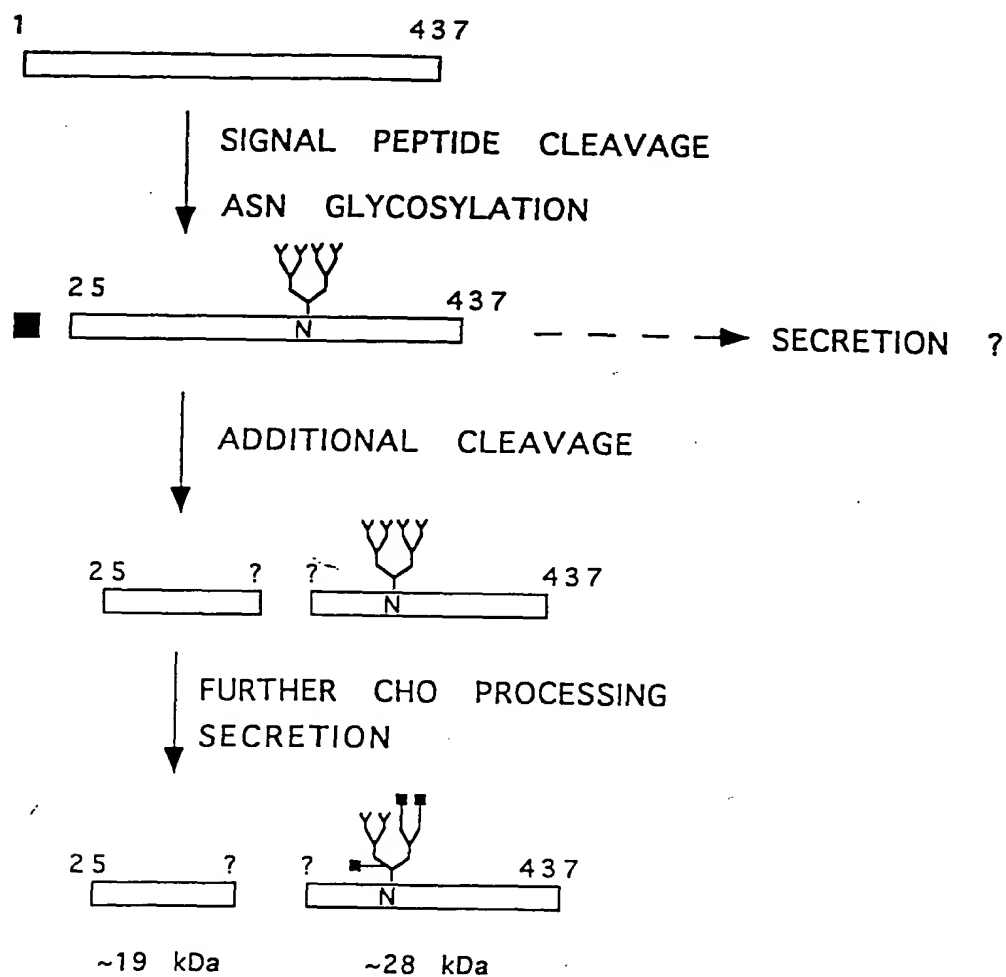 1 437
SIGNAL PEPTIDE CLEAVAGE
ASN GLYCOSYLATION
25 437
N
SECRETION ?
ADDITIONAL CLEAVAGE
25 ? ? 437
N
FURTHER CHO PROCESSING
SECRETION
25 ? ? 437
N
~19 kDa ~28 kDa